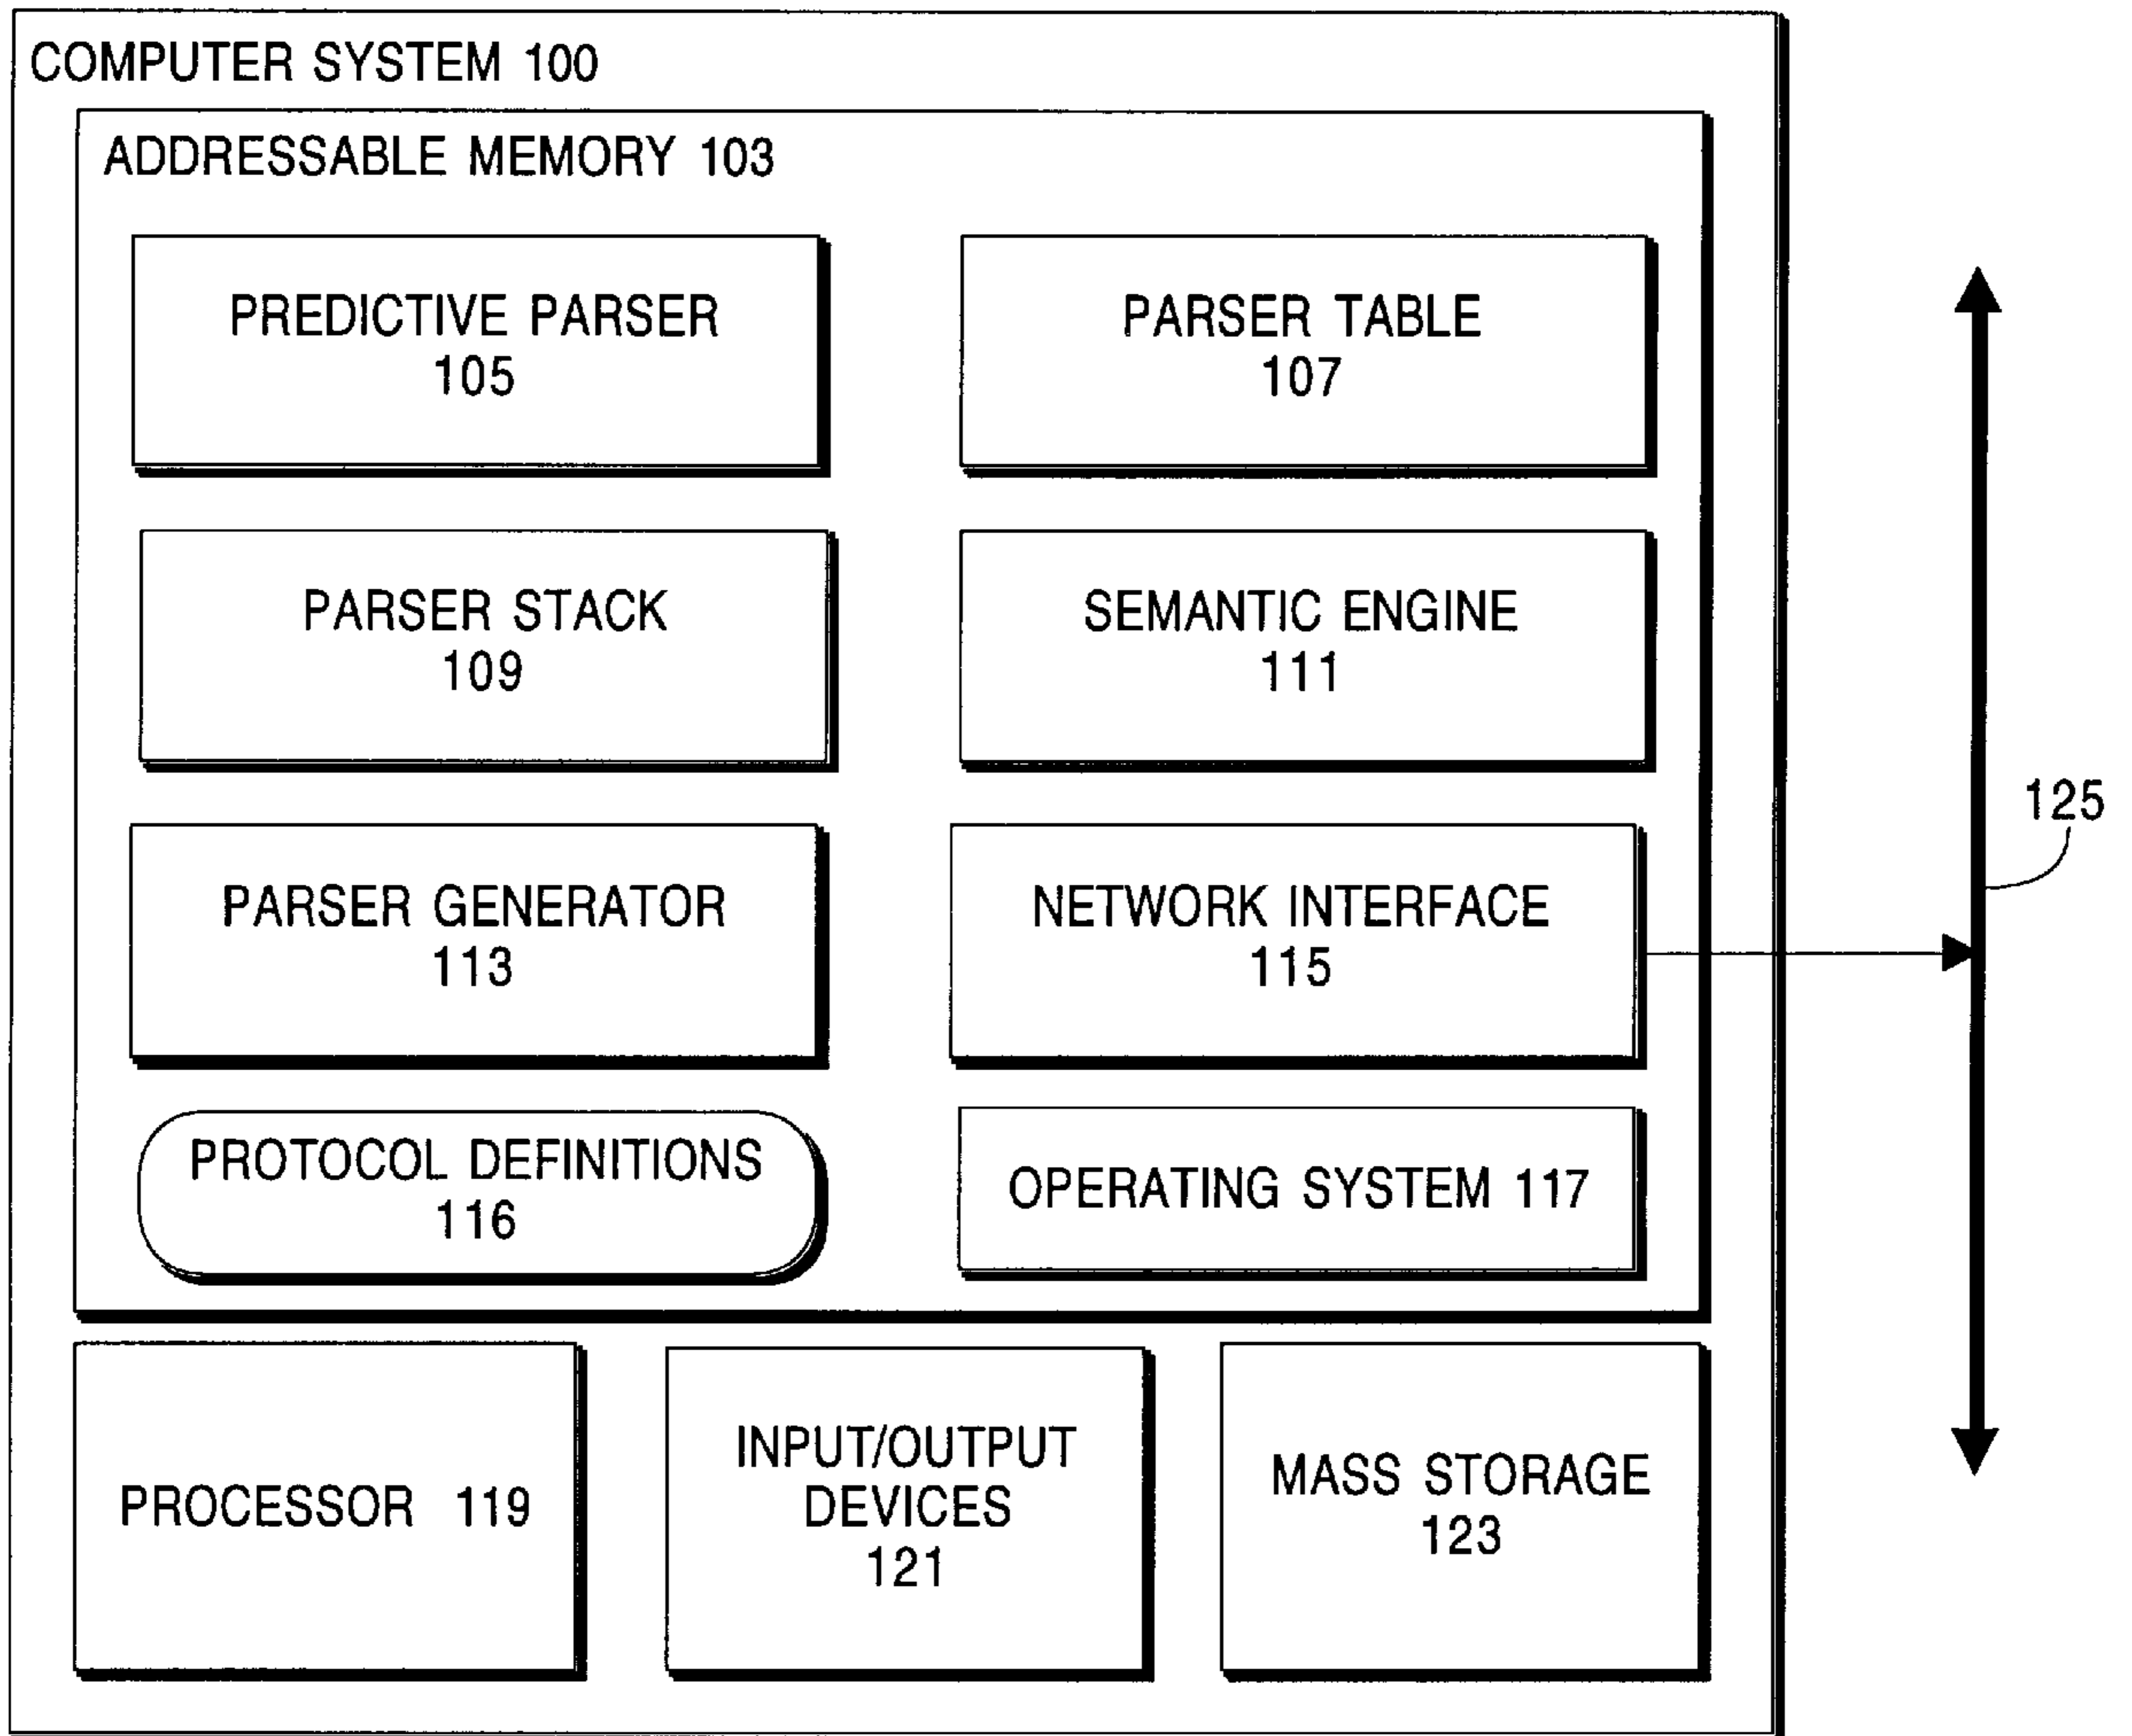 COMPUTER SYSTEM 100
ADDRESSABLE MEMORY 103
PREDICTIVE PARSER
105
PARSER TABLE
107
PARSER STACK
109
SEMANTIC ENGINE
111
PARSER GENERATOR
113
NETWORK INTERFACE
115
125
PROTOCOL DEFINITIONS
116
OPERATING SYSTEM 117
PROCESSOR 119
INPUT/OUTPUT
DEVICES
121
MASS STORAGE
123